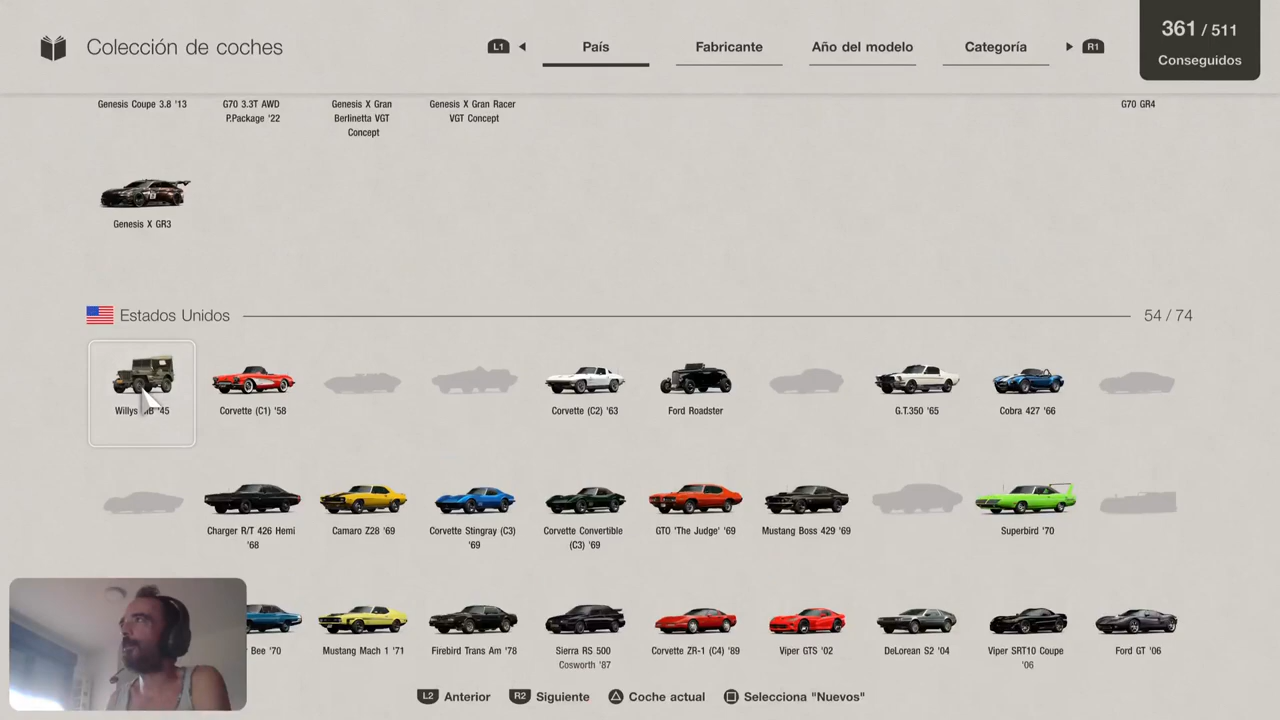 Colección de coches
L1
País
Fabricante
Año del modelo
Categoría
R1
361 / 511
Conseguidos
Genesis Coupe 3.8 '13
G70 3.3T AWD
P.Package '22
Genesis X Gran
Berlinetta VGT
Concept
Genesis X Gran Racer
VGT Concept
G70 GR4
Genesis X GR3
Estados Unidos
54 / 74
Willys '45
Corvette (C1) '58
Corvette (C2) '63
Ford Roadster
G.T.350 '65
Cobra 427 '66
Charger R/T 426 Hemi
'68
Camaro Z28 '69
Corvette Stingray (C3)
'69
Corvette Convertible
(C3) '69
GTO 'The Judge' '69
Mustang Boss 429 '69
Superbird '70
Bee '70
Mustang Mach 1 '71
Firebird Trans Am '78
Sierra RS 500
Cosworth '87
Corvette ZR-1 (C4) '89
Viper GTS '02
DeLorean S2 '04
Viper SRT10 Coupe
'06
Ford GT '06
L2 Anterior
R2 Siguiente
Coche actual
Selecciona "Nuevos"